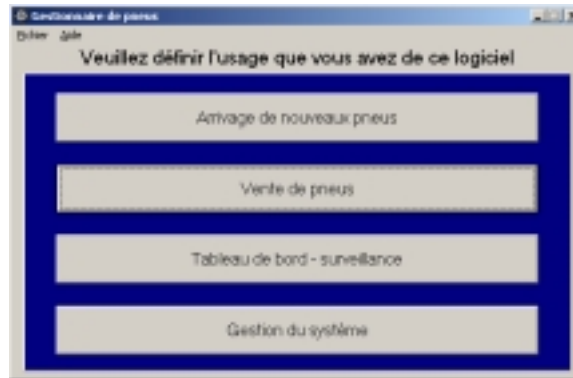 Gestionnaire de pneus
Fichier Aide
Veuillez définir l'usage que vous avez de ce logiciel
Arrivage de nouveaux pneus
Vente de pneus
Tableau de bord - surveillance
Gestion du système